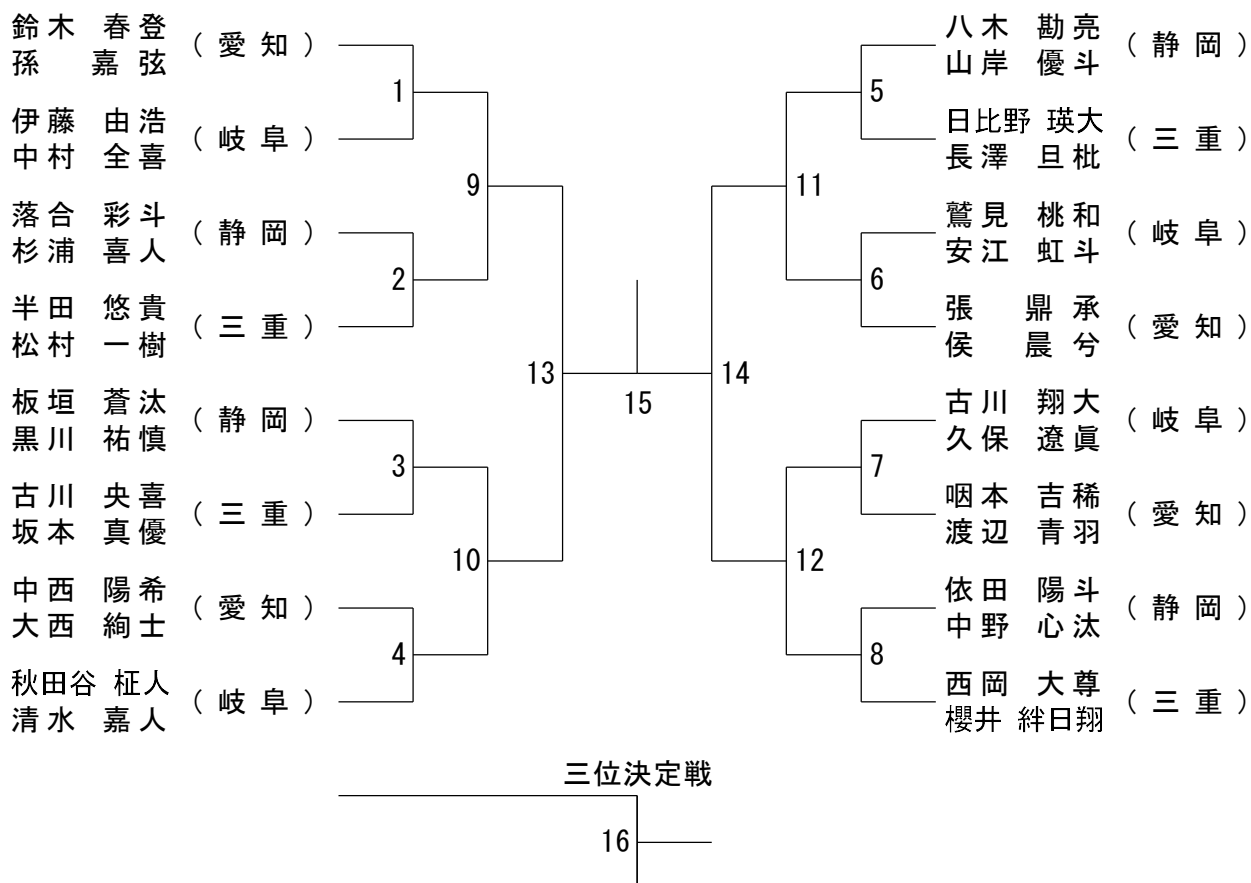 鈴木 春登
孫 嘉弦
（愛知）
1
伊藤 由浩
中村 全喜
（岐阜）
9
落合 彩斗
杉浦 喜人
（静岡）
2
半田 悠貴
松村 一樹
（三重）
13
板垣 蒼汰
黒川 祐慎
（静岡）
3
古川 央喜
坂本 真優
（三重）
10
中西 陽希
大西 絢士
（愛知）
4
秋田谷 柾人
清水 嘉人
（岐阜）
15
八木 勘亮
山岸 優斗
（静岡）
5
日比野 瑛大
長澤 旦枇
（三重）
11
鷲見 桃和
安江 虹斗
（岐阜）
6
張 鼎承
侯 晨兮
（愛知）
14
古川 翔大
久保 遼眞
（岐阜）
7
咽本 吉稀
渡辺 青羽
（愛知）
12
依田 陽斗
中野 心汰
（静岡）
8
西岡 大尊
櫻井 絆日翔
（三重）
三位決定戦
16